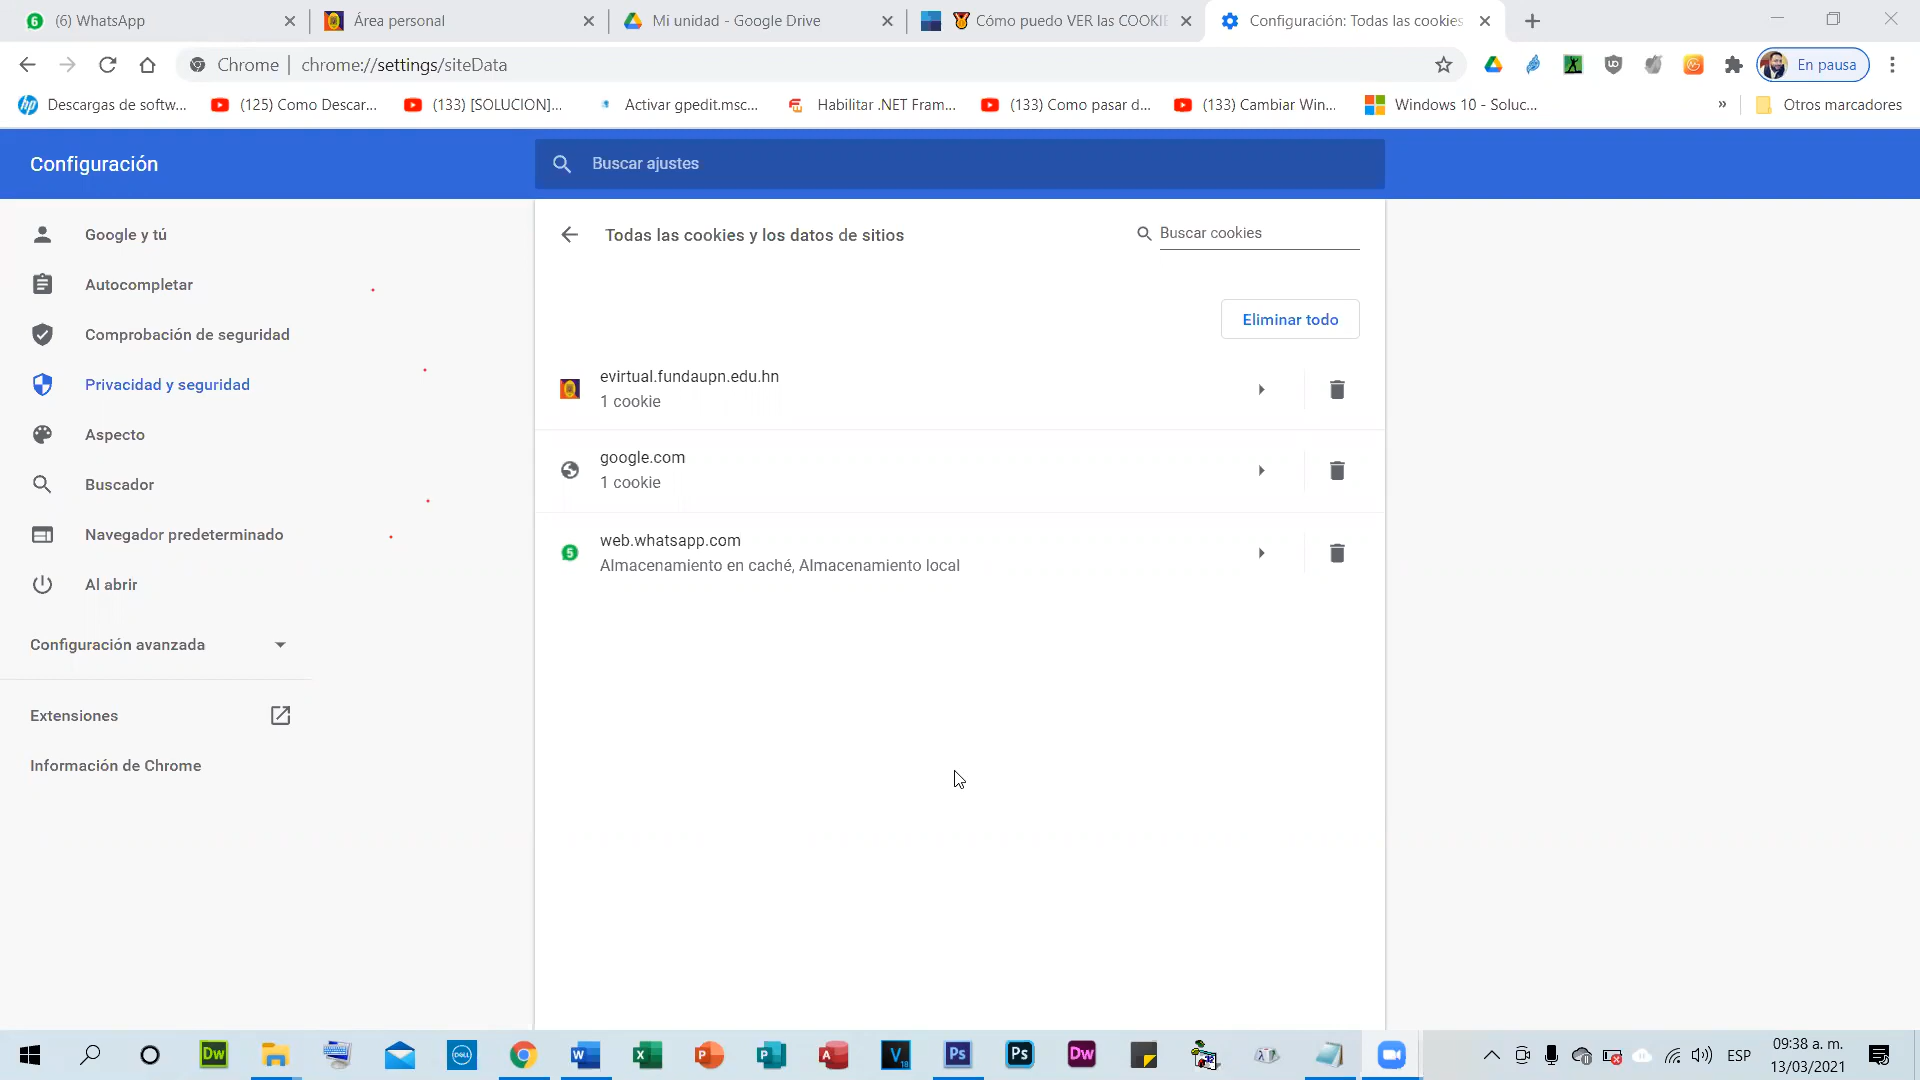 (6) WhatsApp
Área personal
Mi unidad - Google Drive
Cómo puedo VER las COOKIE
Configuración: Todas las cookies
Chrome | chrome://settings/siteData
En pausa
Descargas de softw...
(125) Como Descar...
(133) [SOLUCION]...
Activar gpedit.msc...
Habilitar .NET Fram...
(133) Como pasar d...
(133) Cambiar Win...
Windows 10 - Soluc...
»
Otros marcadores
Configuración
Buscar ajustes
Google y tú
Autocompletar
Comprobación de seguridad
Privacidad y seguridad
Aspecto
Buscador
Navegador predeterminado
Al abrir
Configuración avanzada
Extensiones
Información de Chrome
Todas las cookies y los datos de sitios
Buscar cookies
Eliminar todo
evirtual.fundaupn.edu.hn
1 cookie
google.com
1 cookie
web.whatsapp.com
Almacenamiento en caché, Almacenamiento local
ESP
09:38 a. m.
13/03/2021